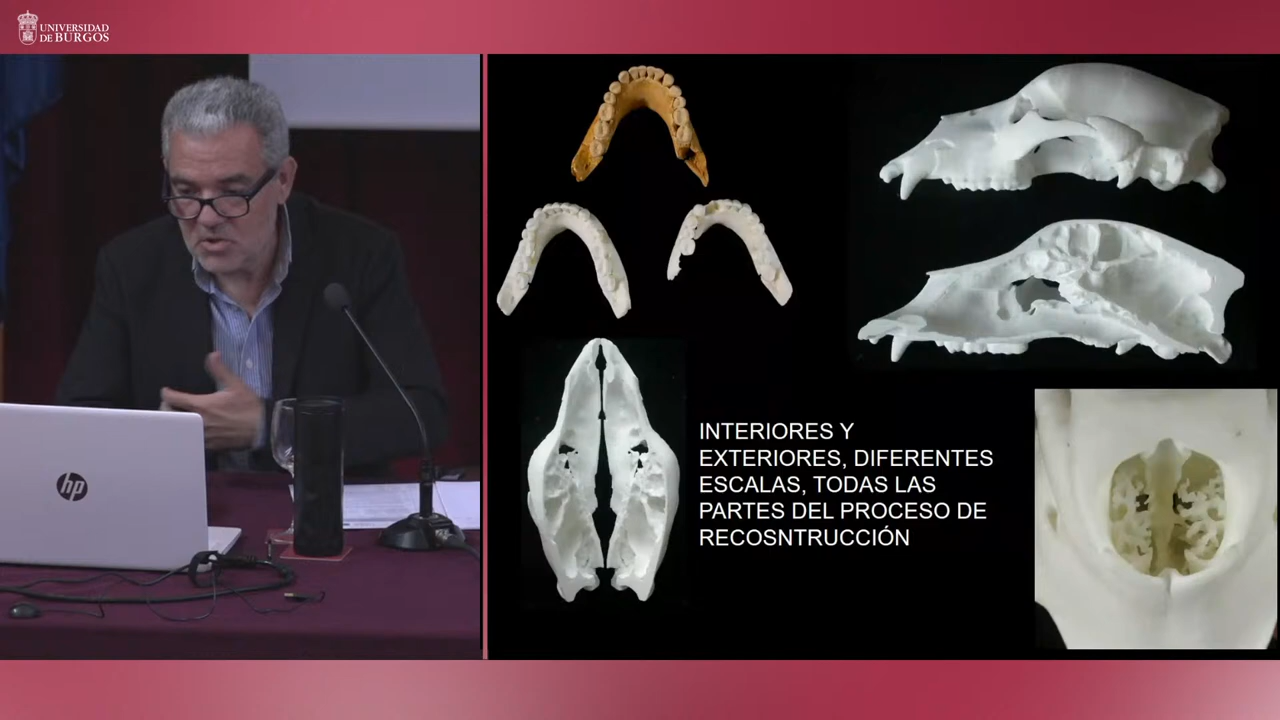 UNIVERSIDAD
DE BURGOS
hp
INTERIORES Y
EXTERIORES, DIFERENTES
ESCALAS, TODAS LAS
PARTES DEL PROCESO DE
RECOSNTRUCCIÓN